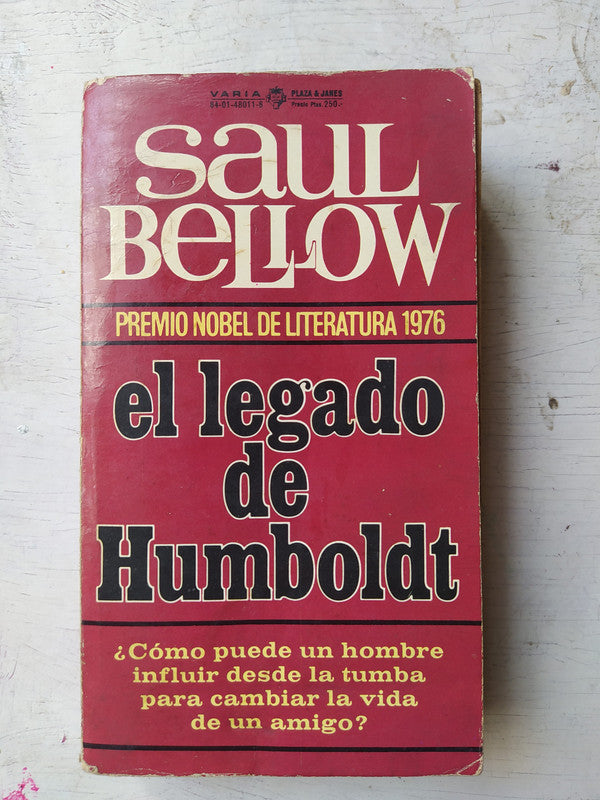 VARIA PLAZA & JANES
84-01-48011-8 Precio Ptas. 250.-
SAUL
BELLOW
PREMIO NOBEL DE LITERATURA 1976
el legado
de
Humboldt
¿Cómo puede un hombre
influir desde la tumba
para cambiar la vida
de un amigo?